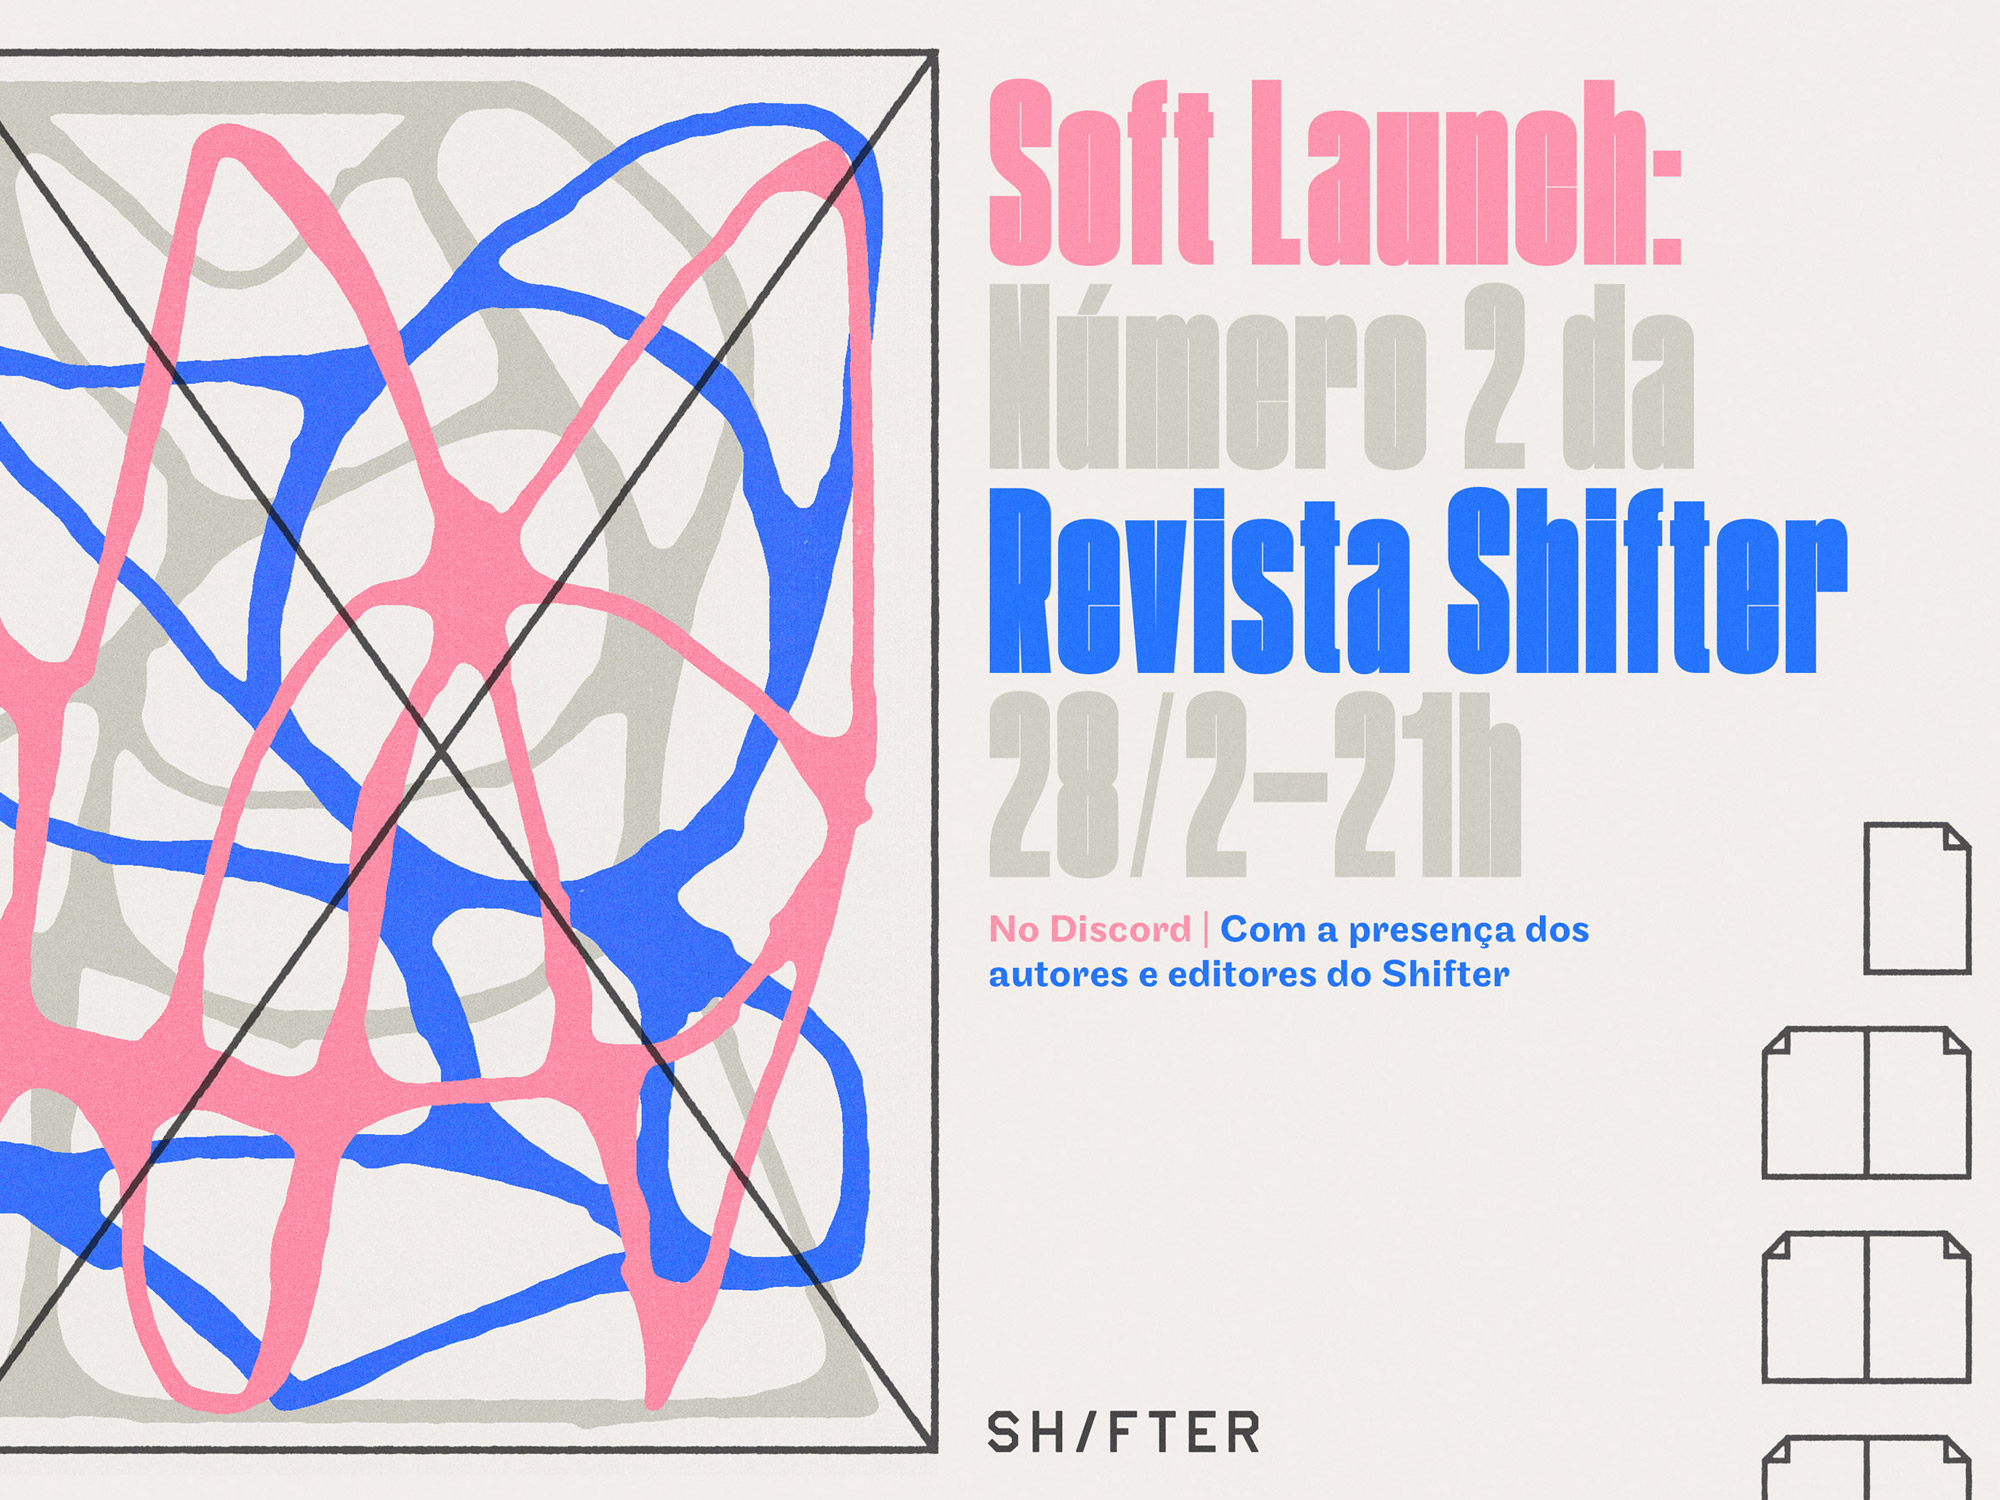 Soft Launch:
Número 2 da
Revista Shifter
28/2–21h
No Discord | Com a presença dos
autores e editores do Shifter
SH/FTER